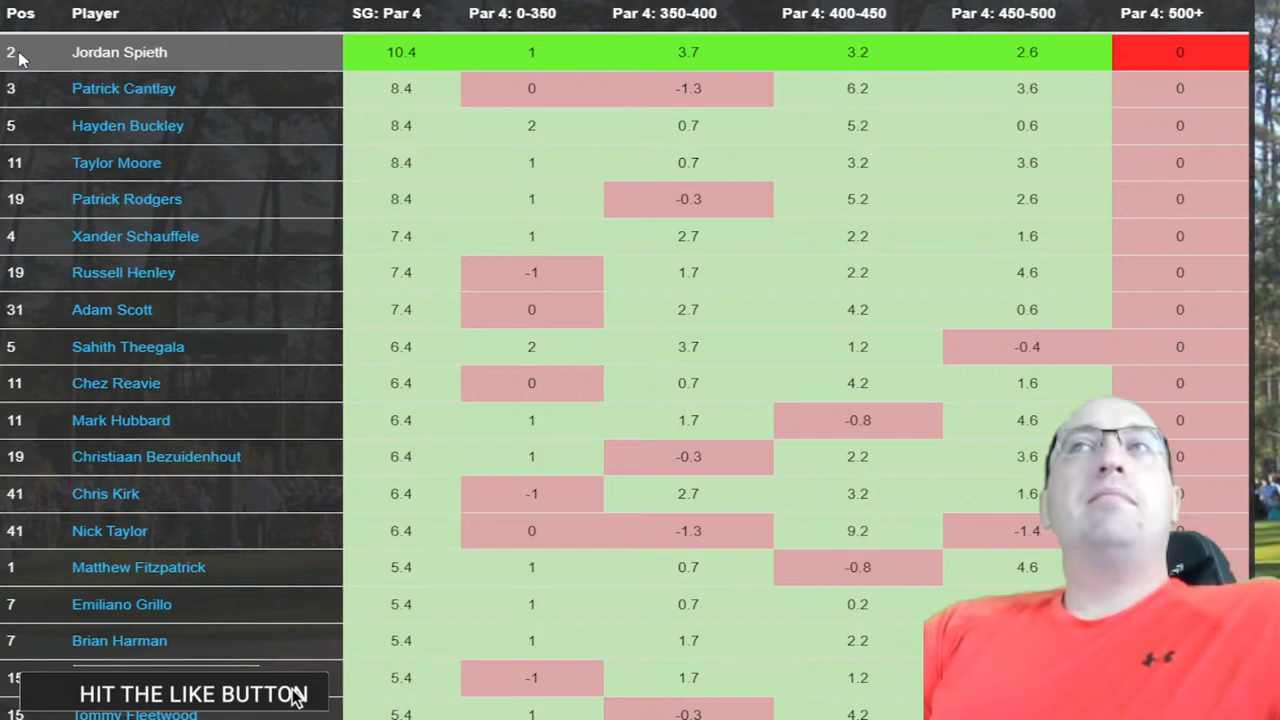 Pos Player SG: Par 4 Par 4: 0-350 Par 4: 350-400 Par 4: 400-450 Par 4: 450-500 Par 4: 500+
2 Jordan Spieth 10.4 1 3.7 3.2 2.6 0
3 Patrick Cantlay 8.4 0 -1.3 6.2 3.6 0
5 Hayden Buckley 8.4 2 0.7 5.2 0.6 0
11 Taylor Moore 8.4 1 0.7 3.2 3.6 0
19 Patrick Rodgers 8.4 1 -0.3 5.2 2.6 0
4 Xander Schauffele 7.4 1 2.7 2.2 1.6 0
19 Russell Henley 7.4 -1 1.7 2.2 4.6 0
31 Adam Scott 7.4 0 2.7 4.2 0.6 0
5 Sahith Theegala 6.4 2 3.7 1.2 -0.4 0
11 Chez Reavie 6.4 0 0.7 4.2 1.6 0
11 Mark Hubbard 6.4 1 1.7 -0.8 4.6 0
19 Christiaan Bezuidenhout 6.4 1 -0.3 2.2 3.6 0
41 Chris Kirk 6.4 -1 2.7 3.2 1.6 0
41 Nick Taylor 6.4 0 -1.3 9.2 -1.4 0
1 Matthew Fitzpatrick 5.4 1 0.7 -0.8 4.6
7 Emiliano Grillo 5.4 1 0.7 0.2
7 Brian Harman 5.4 1 1.7 2.2
15 5.4 -1 1.7 1.2
HIT THE LIKE BUTTON
15 Tommy Fleetwood 5.4 1 -0.3 4.2